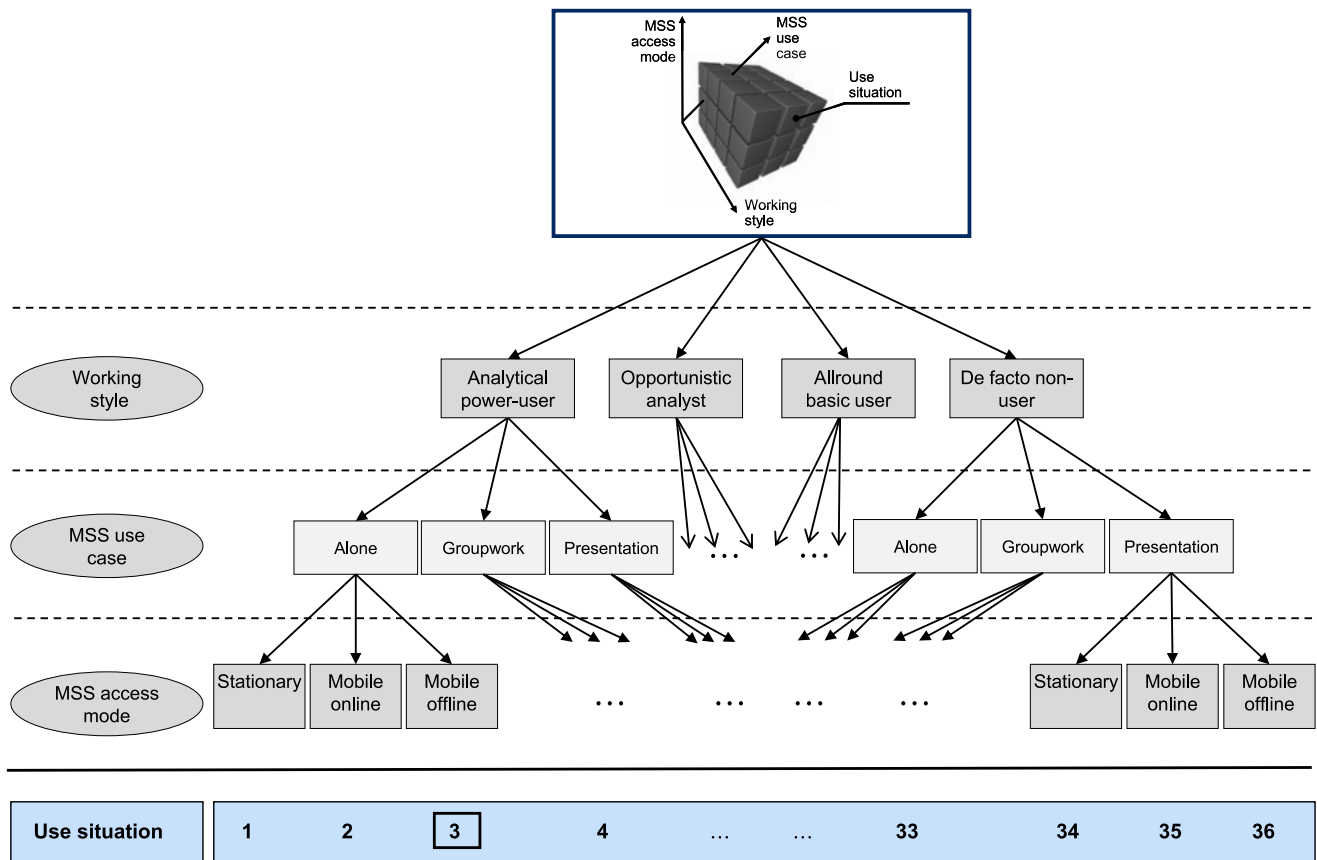 MSS
access
mode
MSS
use
case
Use
situation
Working
style
Working
style
Analytical
power-user
Opportunistic
analyst
Allround
basic user
De facto non-
user
MSS use
case
Alone
Groupwork
Presentation
...
...
Alone
Groupwork
Presentation
MSS access
mode
Stationary
Mobile
online
Mobile
offline
...
...
...
...
Stationary
Mobile
online
Mobile
offline
Use situation 1 2 3 4 ... ... 33 34 35 36